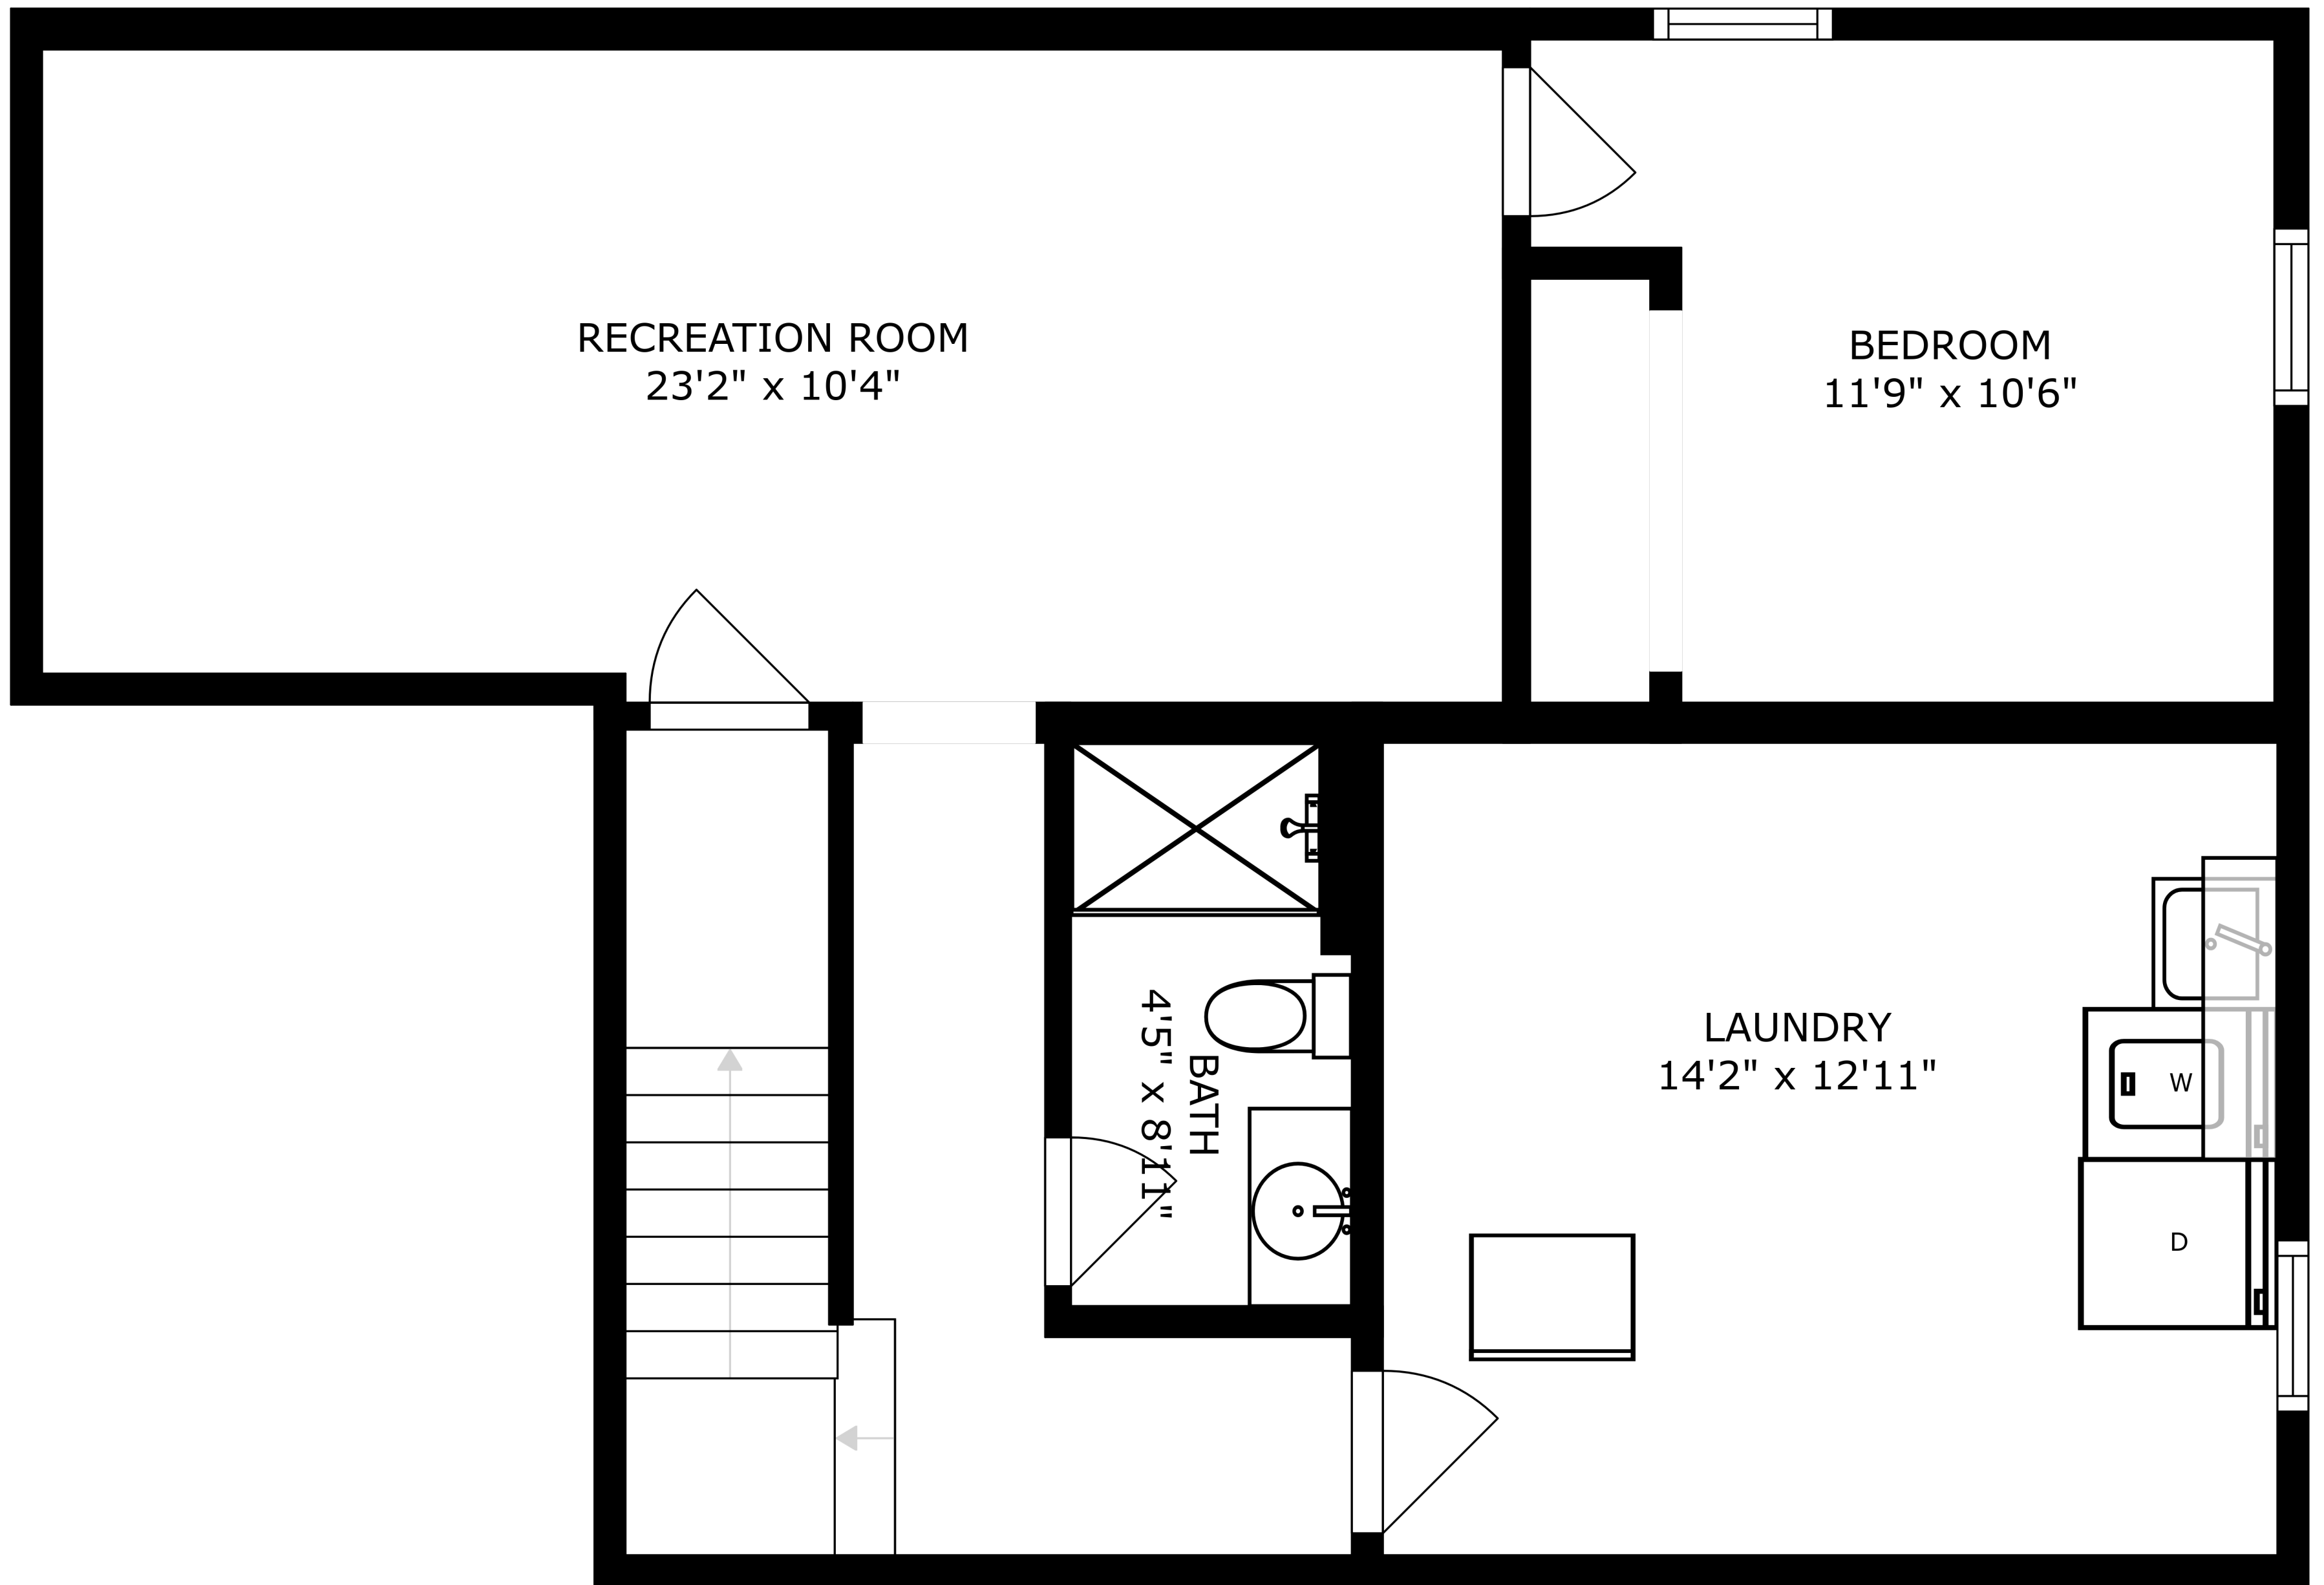 RECREATION ROOM
23'2" x 10'4"
BEDROOM
11'9" x 10'6"
BATH
4'5" x 8'11"
LAUNDRY
14'2" x 12'11"
W
D